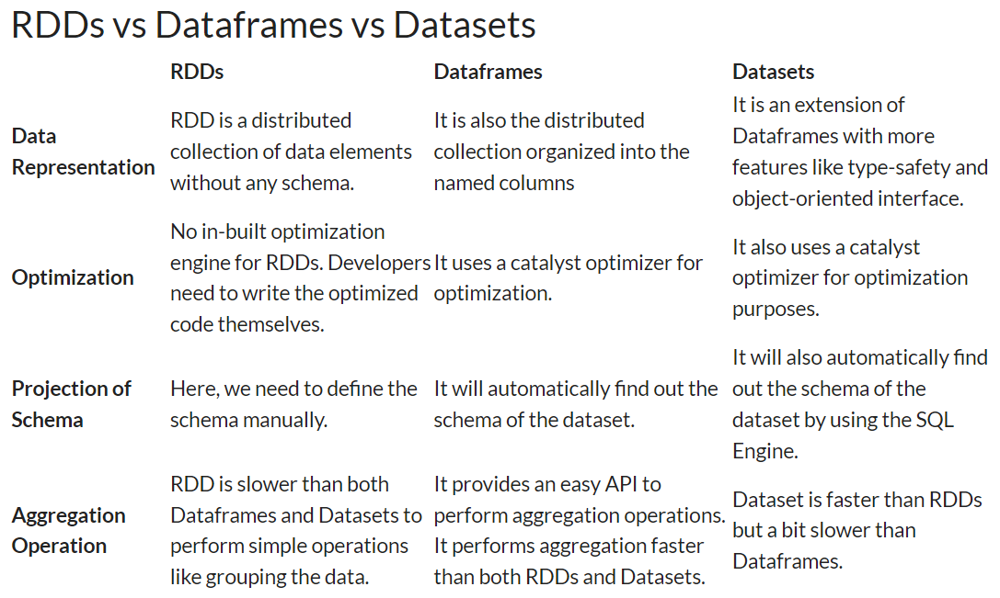 RDDs vs Dataframes vs Datasets
RDDs
Dataframes
Datasets
Data
Representation
RDD is a distributed
collection of data elements
without any schema.
It is also the distributed
collection organized into the
named columns
It is an extension of
Dataframes with more
features like type-safety and
object-oriented interface.
Optimization
No in-built optimization
engine for RDDs. Developers
need to write the optimized
code themselves.
It uses a catalyst optimizer for
optimization.
It also uses a catalyst
optimizer for optimization
purposes.
Projection of
Schema
Here, we need to define the
schema manually.
It will automatically find out the
schema of the dataset.
It will also automatically find
out the schema of the
dataset by using the SQL
Engine.
Aggregation
Operation
RDD is slower than both
Dataframes and Datasets to
perform simple operations
like grouping the data.
It provides an easy API to
perform aggregation operations.
It performs aggregation faster
than both RDDs and Datasets.
Dataset is faster than RDDs
but a bit slower than
Dataframes.